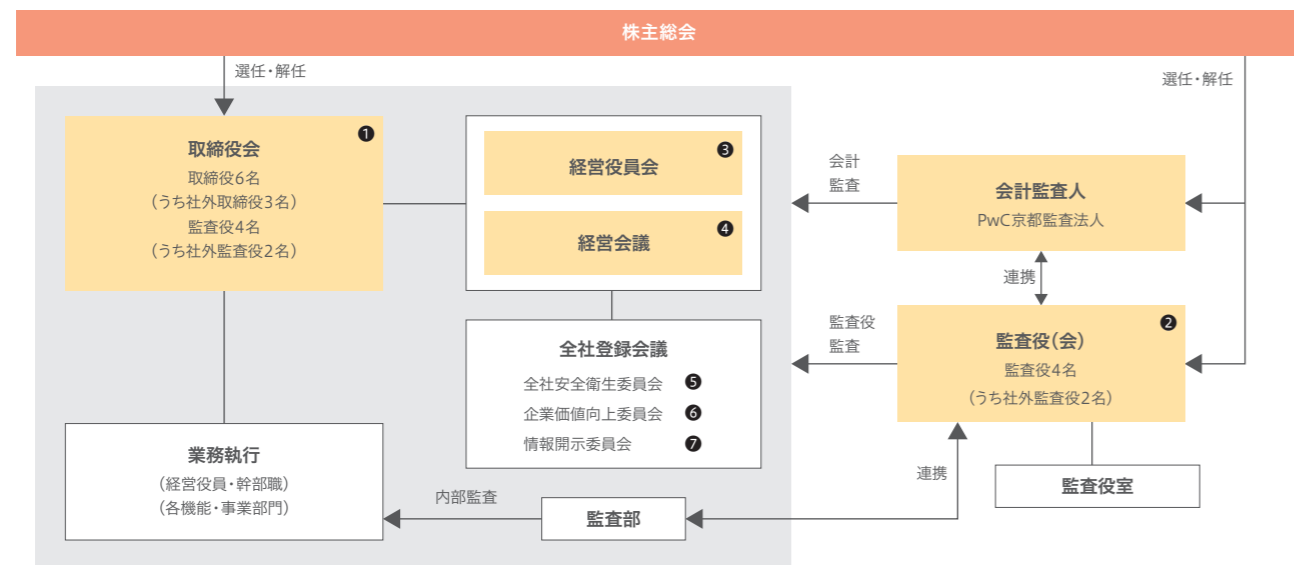 株主総会
選任・解任
選任・解任
取締役会
❶
取締役6名
(うち社外取締役3名)
監査役4名
(うち社外監査役2名)
経営役員会
❸
経営会議
❹
全社登録会議
全社安全衛生委員会 ❺
企業価値向上委員会 ❻
情報開示委員会 ❼
業務執行
(経営役員・幹部職)
(各機能・事業部門)
内部監査
監査部
会計
監査
会計監査人
PwC京都監査法人
連携
監査役
監査
監査役(会)
❷
監査役4名
(うち社外監査役2名)
連携
監査役室